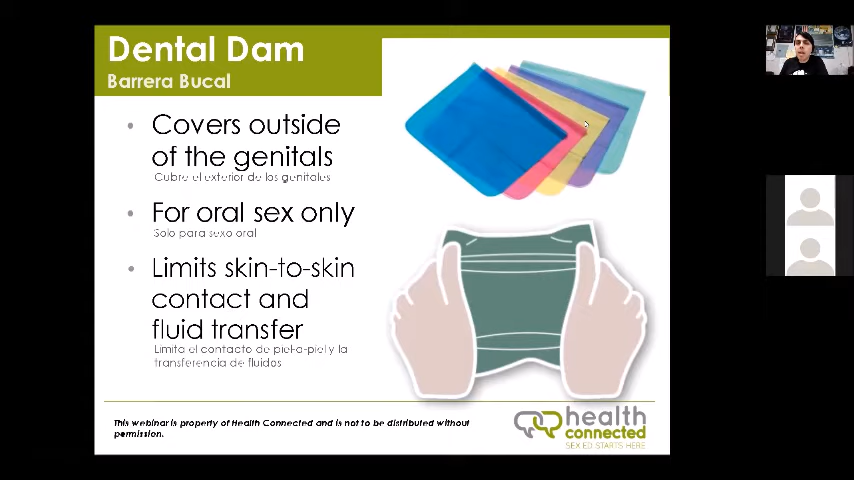 Dental Dam
Barrera Bucal
• Covers outside
of the genitals
Cubre el exterior de los genitales
• For oral sex only
Solo para sexo oral
• Limits skin-to-skin
contact and
fluid transfer
Limita el contacto de piel-a-piel y la
transferencia de fluidos
This webinar is property of Health Connected and is not to be distributed without
permission.
health
connected
SEX ED STARTS HERE